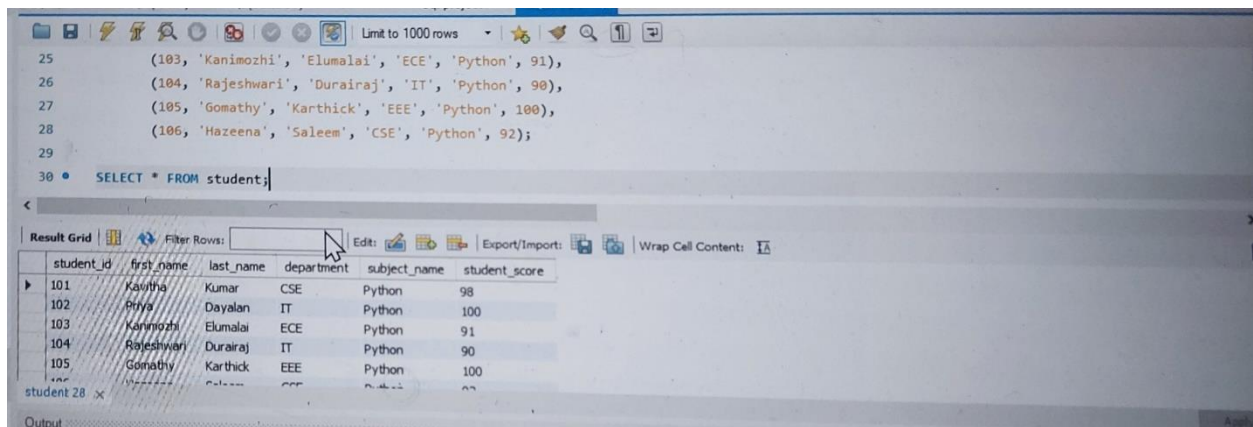 Limit to 1000 rows
25 (103, 'Kanimozhi', 'Elumalai', 'ECE', 'Python', 91),
26 (104, 'Rajeshwari', 'Durairaj', 'IT', 'Python', 90),
27 (105, 'Gomathy', 'Karthick', 'EEE', 'Python', 100),
28 (106, 'Hazeena', 'Saleem', 'CSE', 'Python', 92);
29
30 SELECT * FROM student;
Result Grid Filter Rows: Edit: Export/Import: Wrap Cell Content:
student_id first_name last_name department subject_name student_score
101 Kavitha Kumar CSE Python 98
102 Priya Dayalan IT Python 100
103 Kanimozhi Elumalai ECE Python 91
104 Rajeshwari Durairaj IT Python 90
105 Gomathy Karthick EEE Python 100
student 28
Output